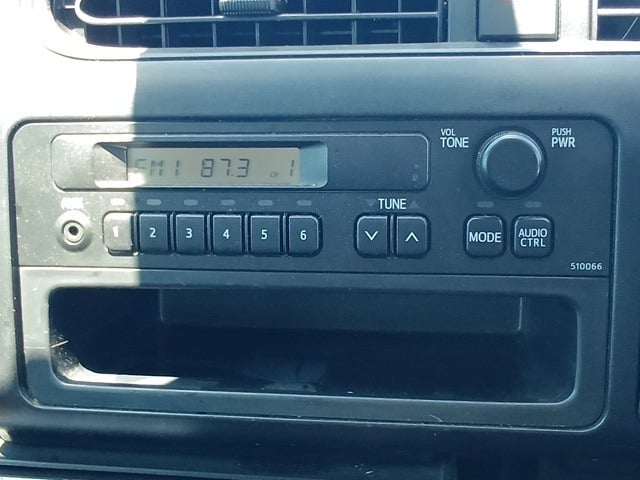 FM1 87.3 CH 1
VOL
TONE
PUSH
PWR
AUX
TUNE
1 2 3 4 5 6
MODE
AUDIO
CTRL
510066